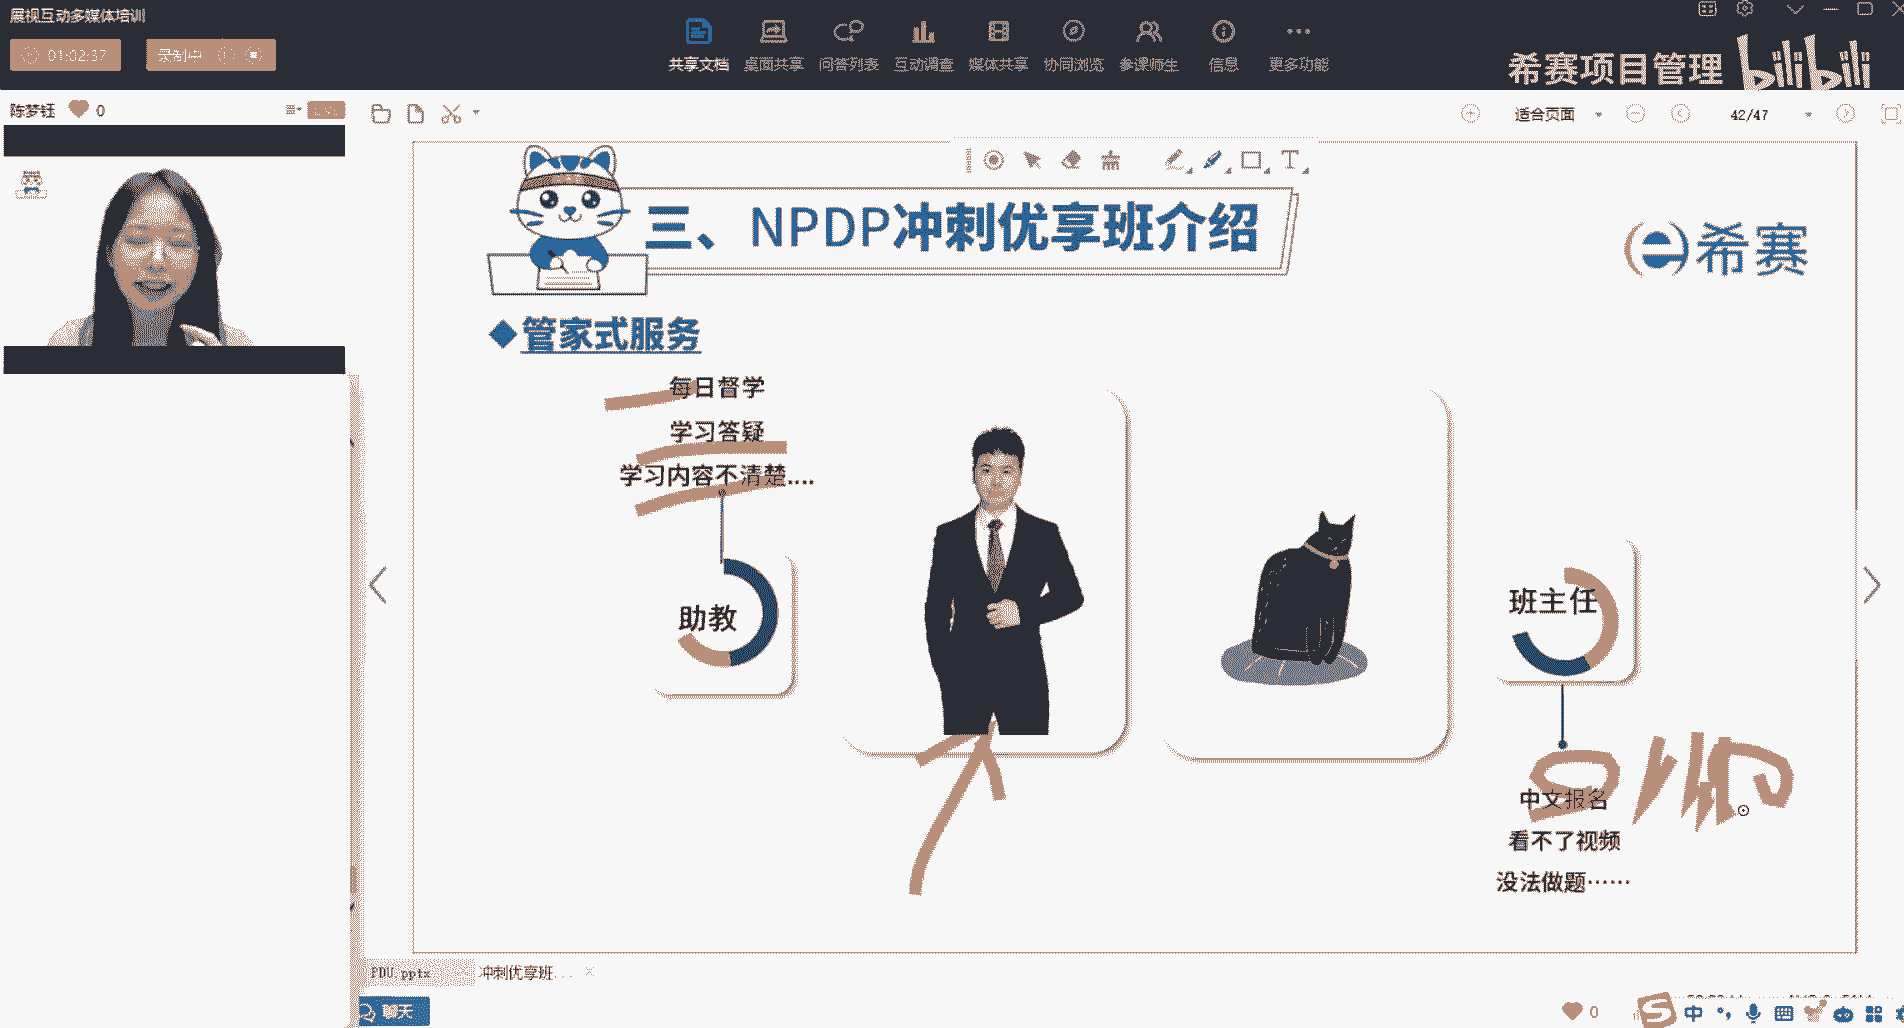 展视互动多媒体培训
01:02:37
录制中
共享文档 桌面共享 问答列表 互动调查 媒体共享 协同浏览 参课师生 信息 更多功能
希赛项目管理 bilibili
陈梦钰 0
适合页面 42/47
三、NPDP冲刺优享班介绍
希赛
管家式服务
每日督学
学习答疑
学习内容不清楚....
助教
班主任
中文报名
看不了视频
没法做题……
PDU.pptx 冲刺优享班...
聊天
0
中